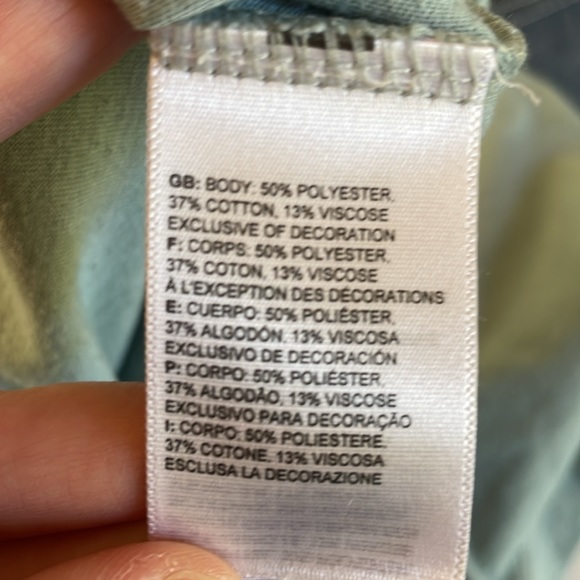 GB: BODY: 50% POLYESTER,
37% COTTON, 13% VISCOSE
EXCLUSIVE OF DECORATION
F: CORPS: 50% POLYESTER,
37% COTON, 13% VISCOSE
À L'EXCEPTION DES DÉCORATIONS
E: CUERPO: 50% POLIÉSTER,
37% ALGODÓN, 13% VISCOSA
EXCLUSIVO DE DECORACIÓN
P: CORPO: 50% POLIÉSTER,
37% ALGODÃO, 13% VISCOSE
EXCLUSIVO PARA DECORAÇÃO
I: CORPO: 50% POLIESTERE,
37% COTONE, 13% VISCOSA
ESCLUSA LA DECORAZIONE